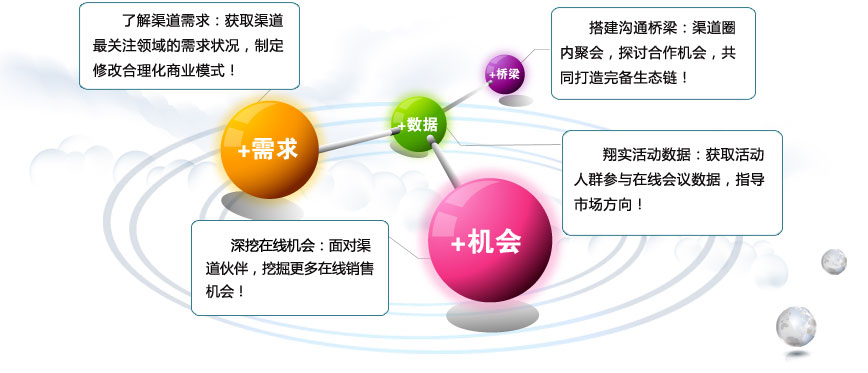 了解渠道需求：获取渠道
最关注领域的需求状况，制定
修改合理化商业模式！
搭建沟通桥梁：渠道圈
内聚会，探讨合作机会，共
同打造完备生态链！
+桥梁
+数据
+需求
翔实活动数据：获取活动
人群参与在线会议数据，指导
市场方向！
+机会
深挖在线机会：面对渠
道伙伴，挖掘更多在线销售
机会！